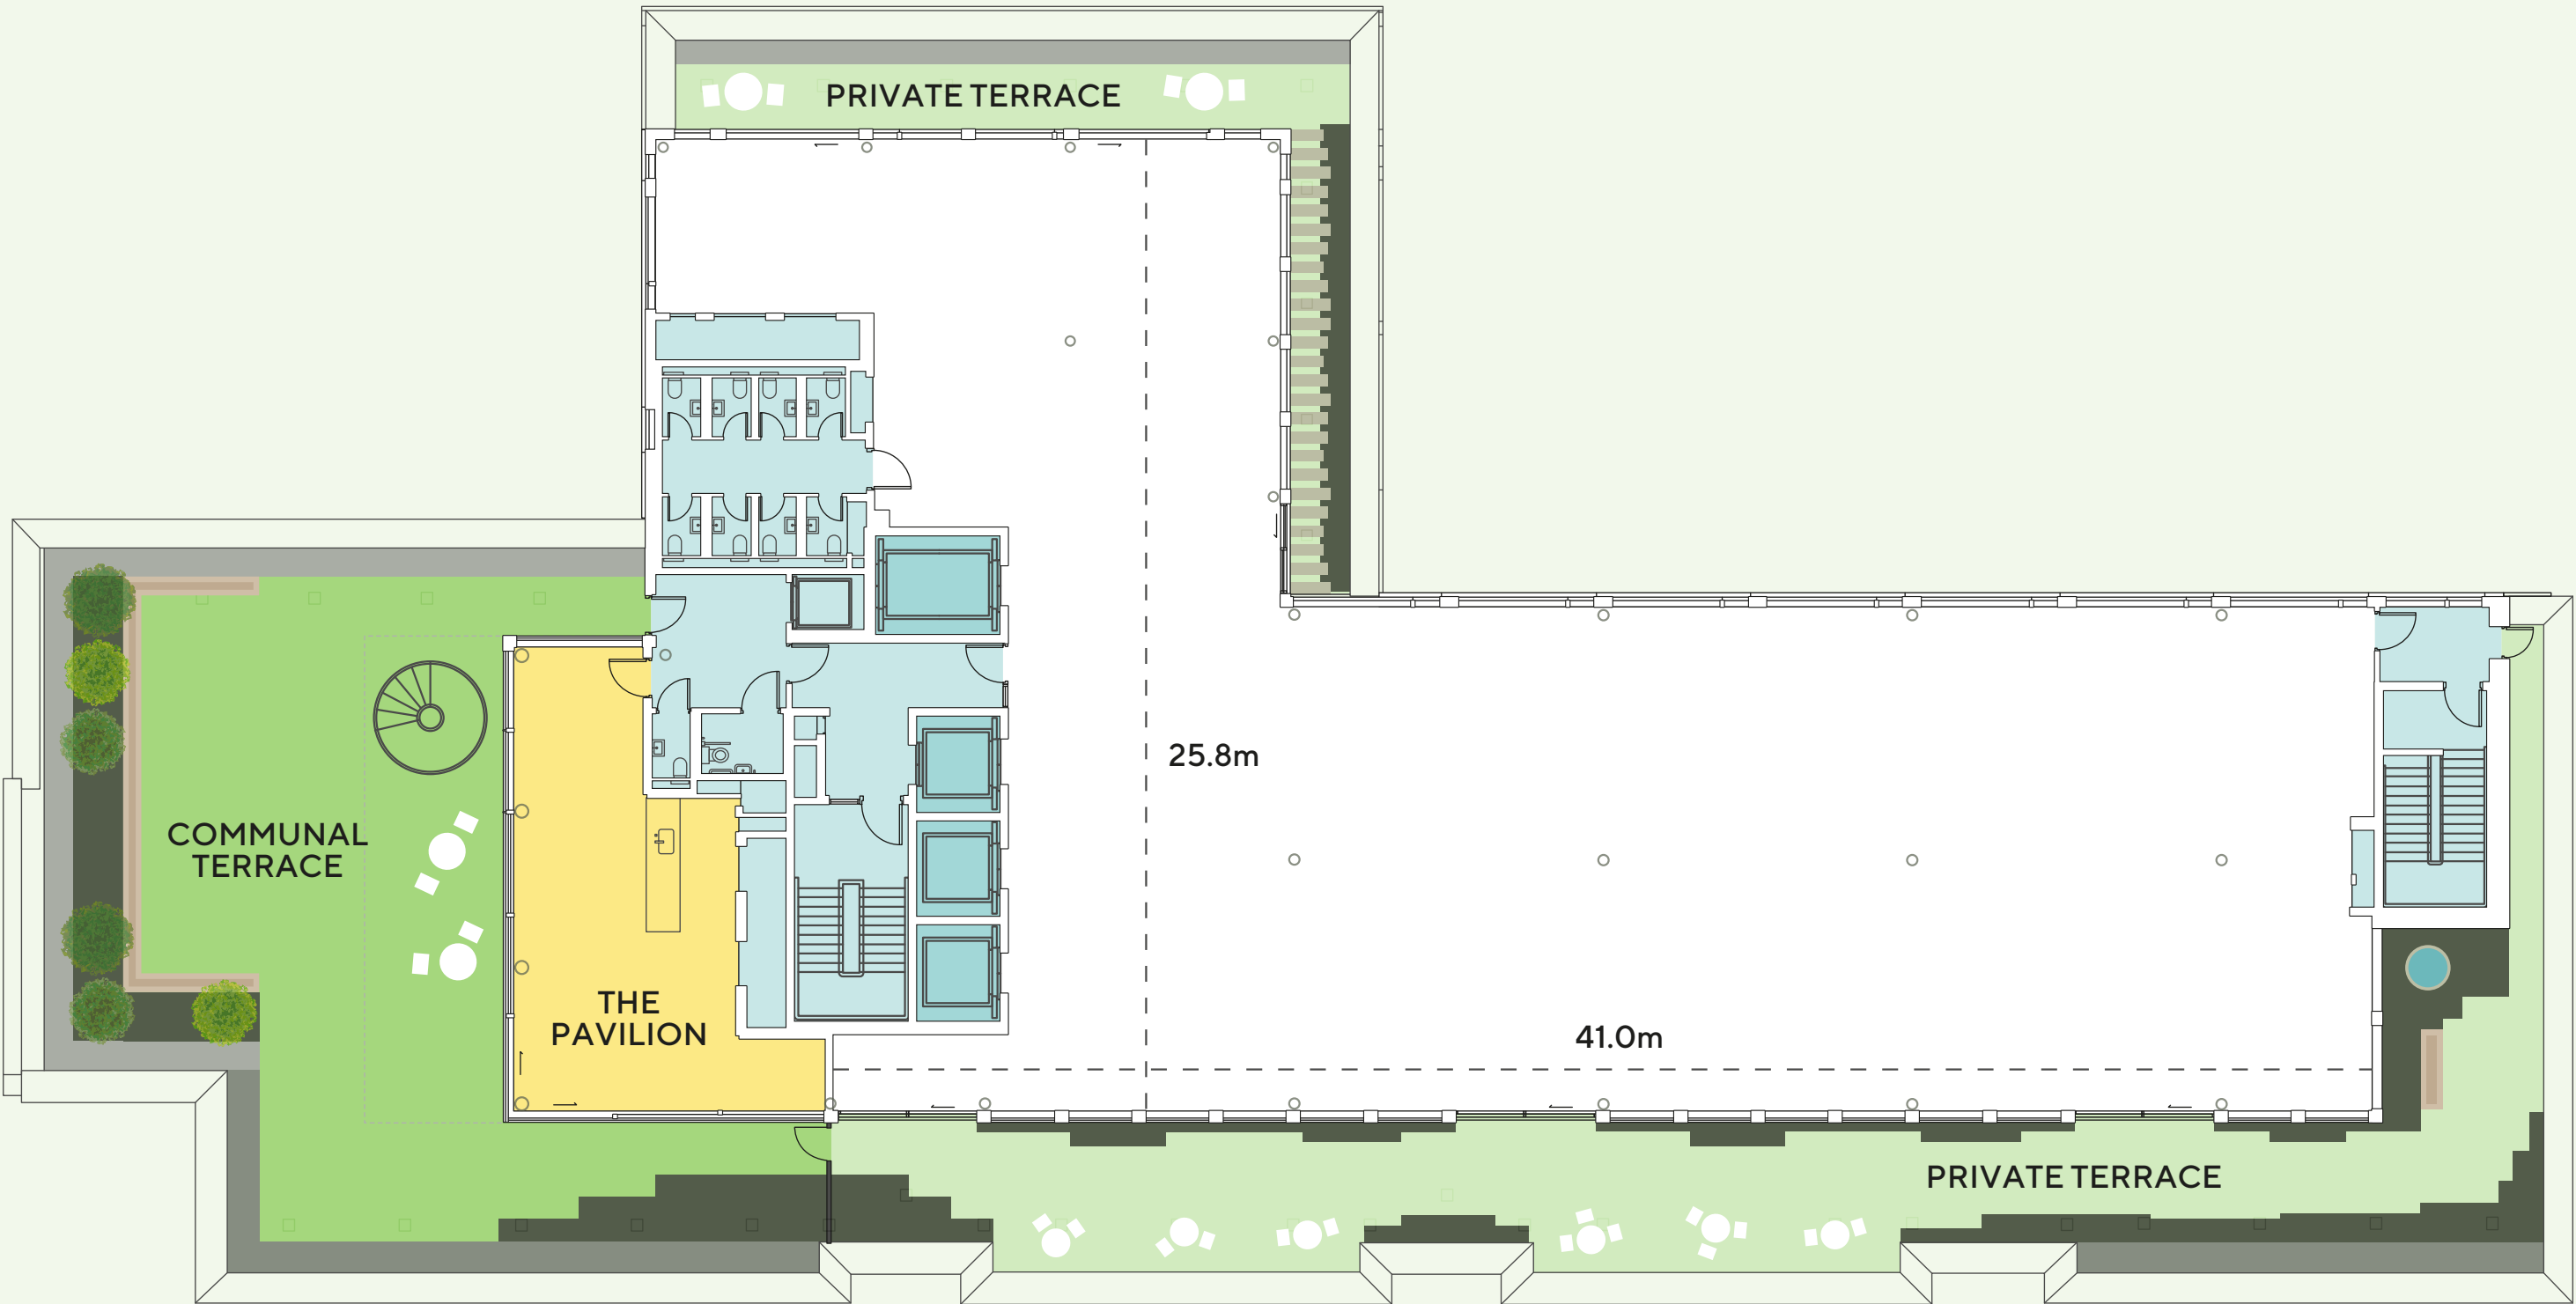 PRIVATE TERRACE
25.8m
COMMUNAL
TERRACE
THE
PAVILION
41.0m
PRIVATE TERRACE